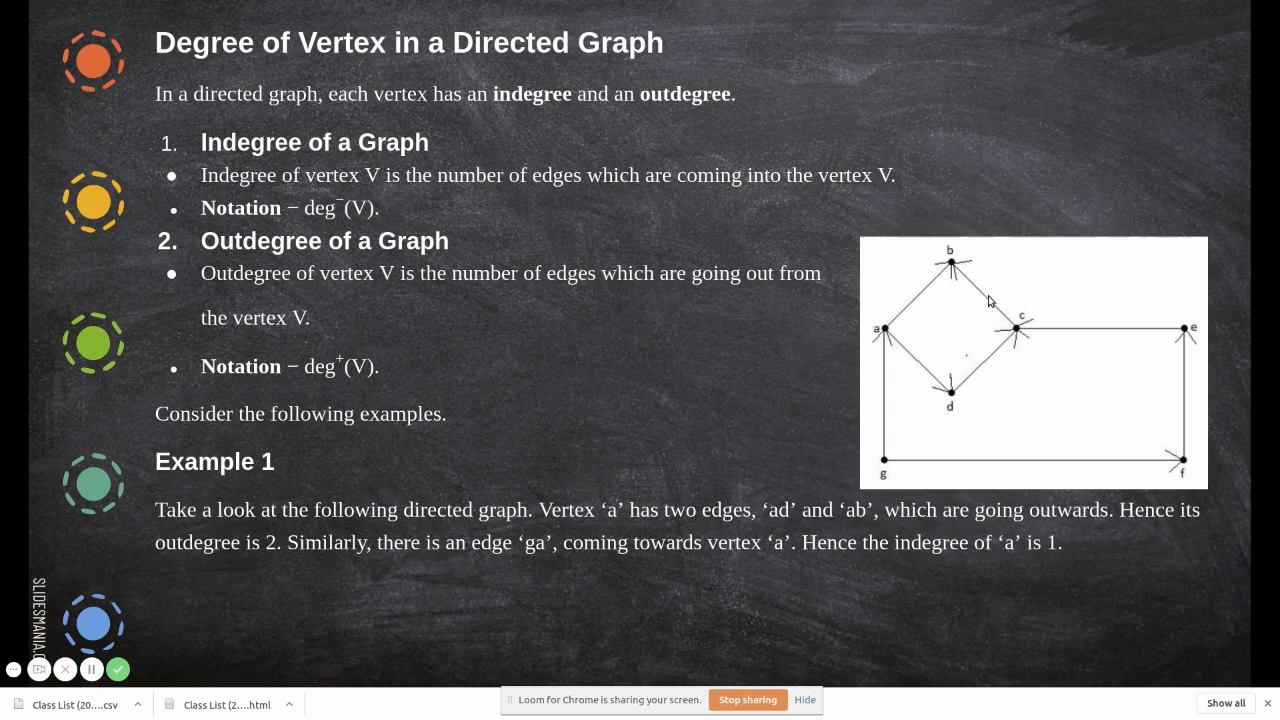 Degree of Vertex in a Directed Graph
In a directed graph, each vertex has an indegree and an outdegree.
1. Indegree of a Graph
● Indegree of vertex V is the number of edges which are coming into the vertex V.
● Notation − deg⁻(V).
2. Outdegree of a Graph
● Outdegree of vertex V is the number of edges which are going out from
the vertex V.
● Notation − deg⁺(V).
Consider the following examples.
Example 1
Take a look at the following directed graph. Vertex ‘a’ has two edges, ‘ad’ and ‘ab’, which are going outwards. Hence its
outdegree is 2. Similarly, there is an edge ‘ga’, coming towards vertex ‘a’. Hence the indegree of ‘a’ is 1.
b
c
a
e
d
g
f
SLIDESMANIA.C
Class List (20....csv
Class List (2....html
Loom for Chrome is sharing your screen.
Stop sharing
Hide
Show all